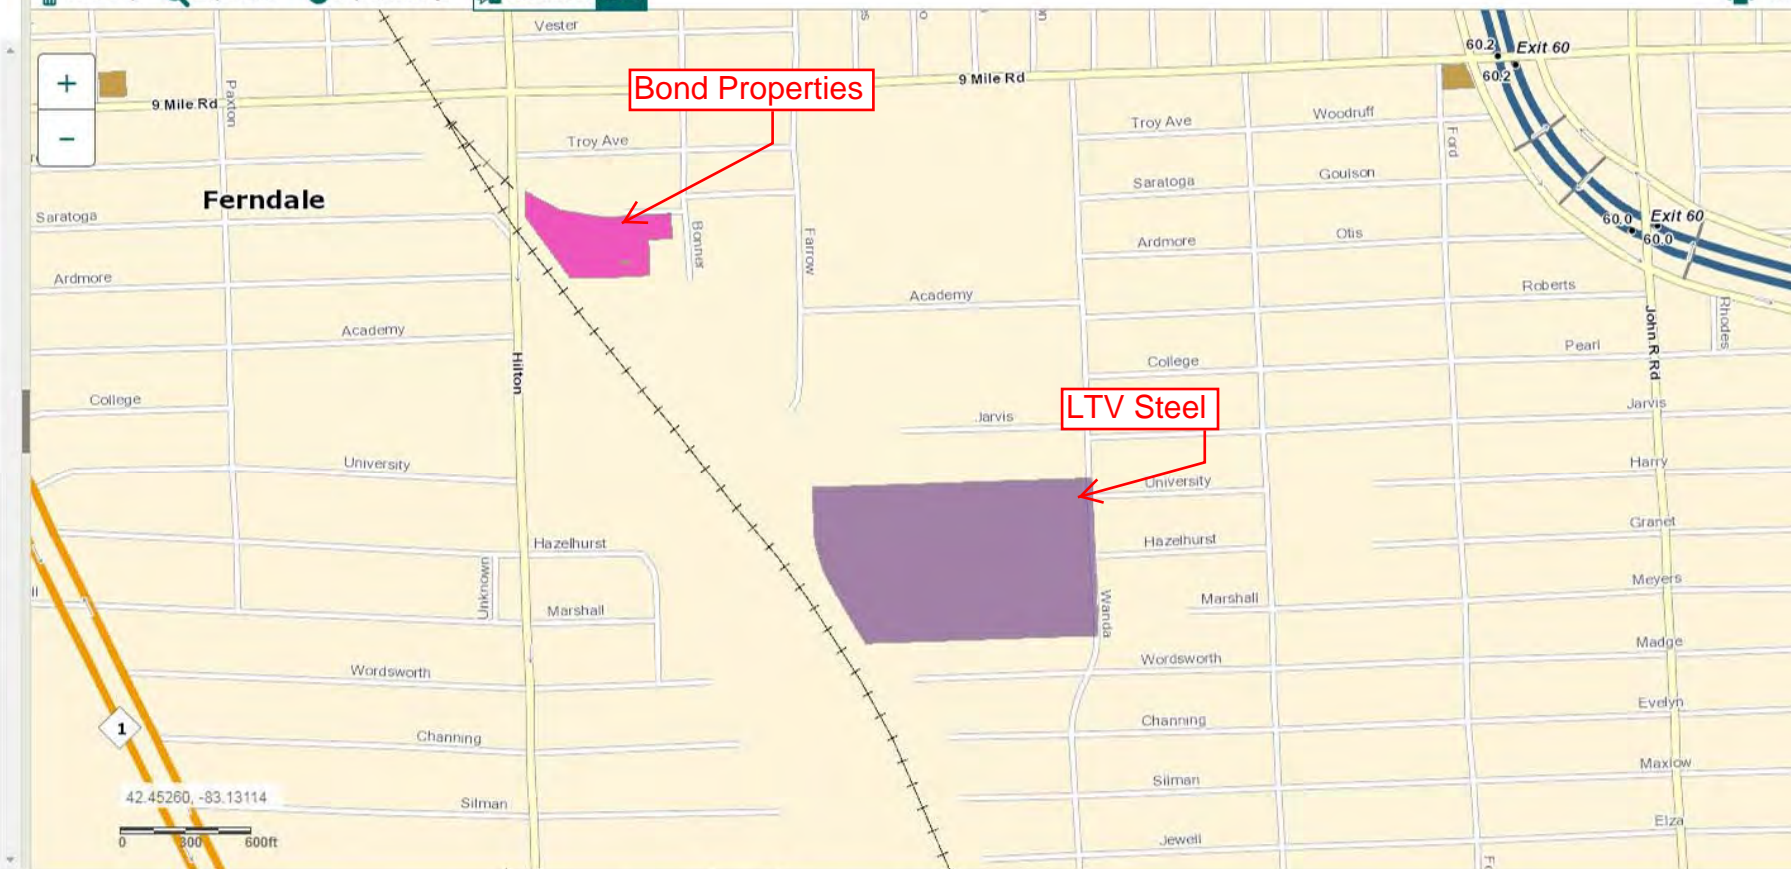 Vester
60.2
Exit 60
60.2
9 Mile Rd
Bond Properties
9 Mile Rd
+
−
Paxton
Troy Ave
Troy Ave
Woodruff
Ford
Ferndale
Saratoga
Saratoga
Goulson
60.0
Exit 60
60.0
Bonner
Farrow
Ardmore
Otis
Ardmore
Academy
Roberts
Rhodes
Academy
Hilton
College
Pearl
John R Rd
College
Jarvis
LTV Steel
Jarvis
University
University
Harry
Granet
Hazelhurst
Hazelhurst
Unknown
Marshall
Wanda
Marshall
Meyers
Wordsworth
Wordsworth
Madge
1
Channing
Channing
Evelyn
42.45260, -83.13114
Silman
Silman
Maxlow
0 300 600ft
Jewell
Elza